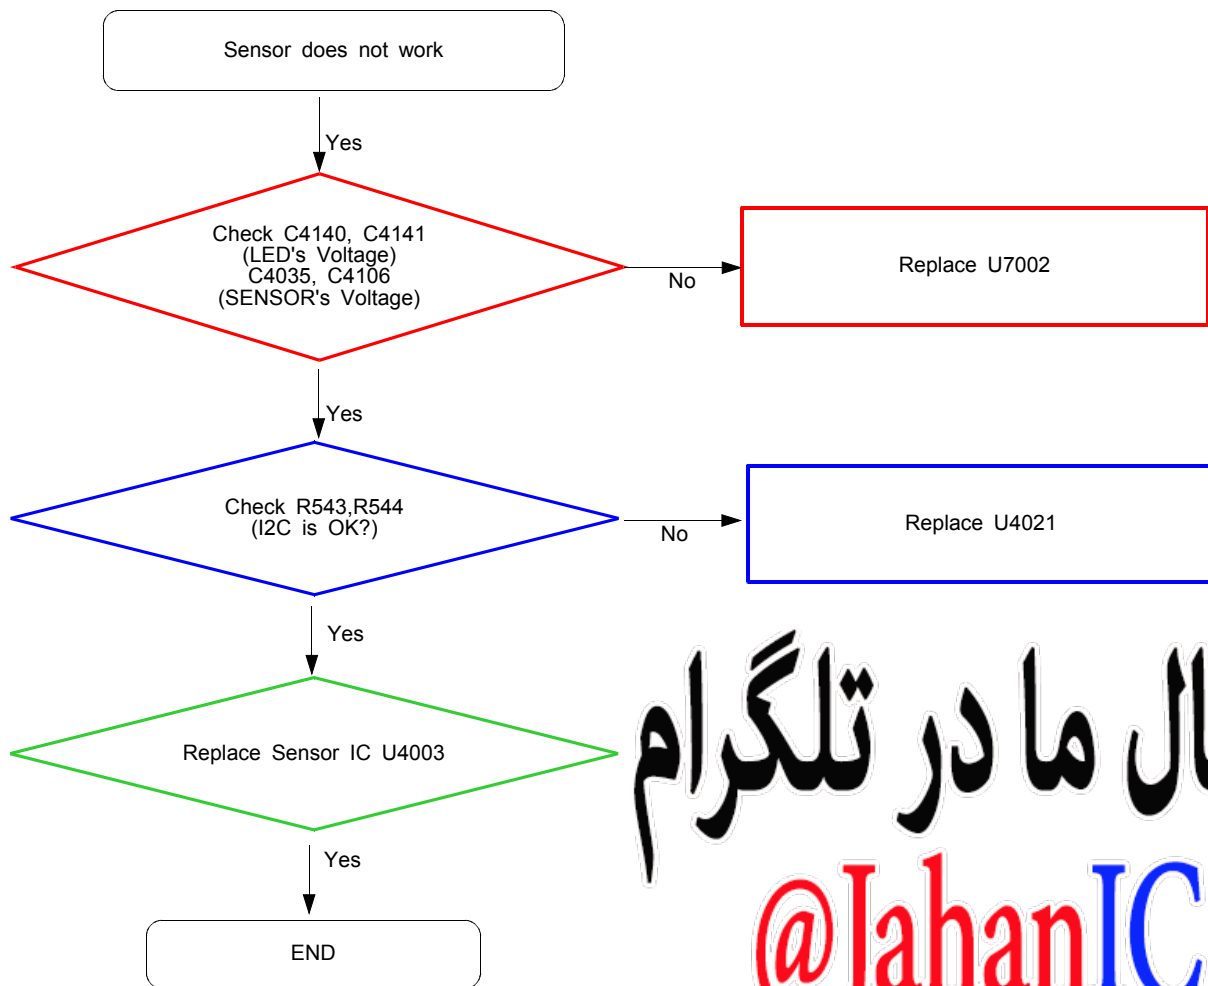 Sensor does not work
Yes
Check C4140, C4141
(LED's Voltage)
C4035, C4106
(SENSOR's Voltage)
No
Replace U7002
Yes
Check R543,R544
(I2C is OK?)
No
Replace U4021
Yes
Replace Sensor IC U4003
Yes
END
ال ما در تلگرام
@JahanIC